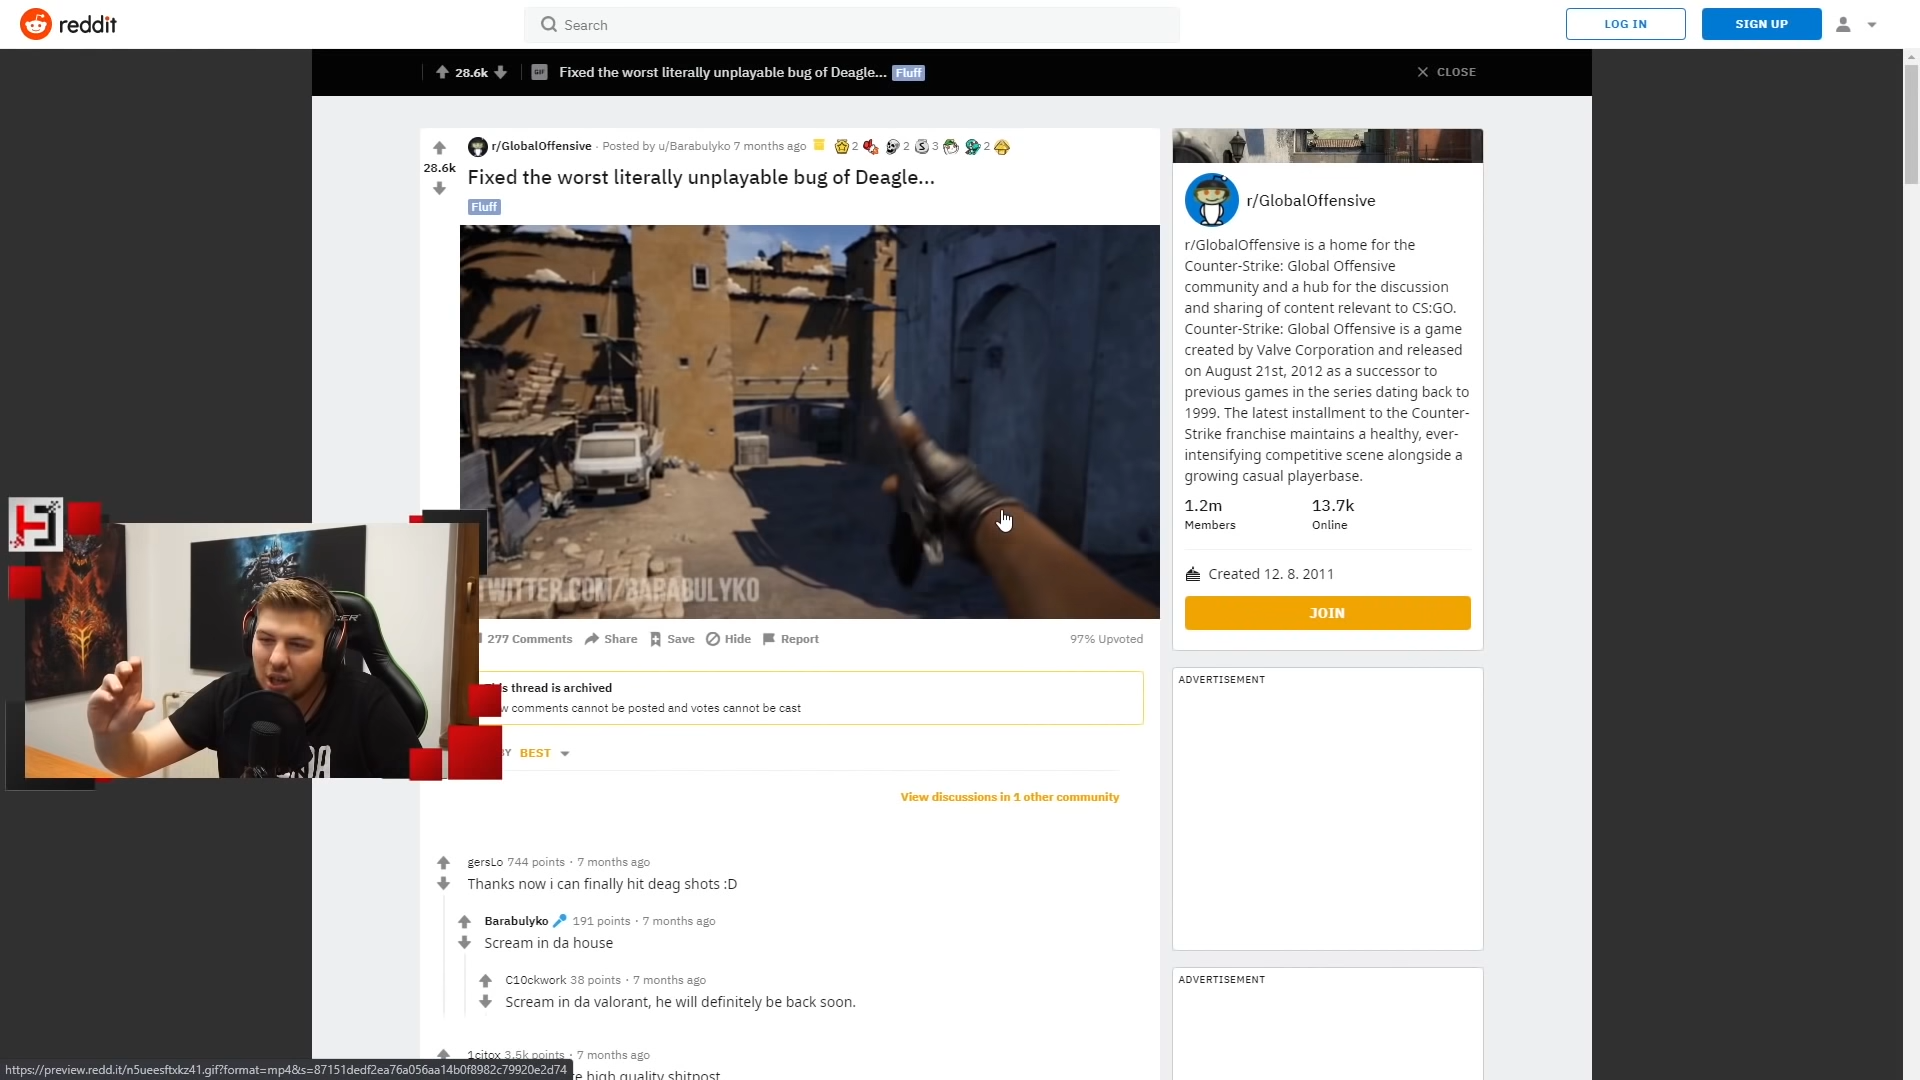 reddit
Search
LOG IN
SIGN UP
28.6k
GIF
Fixed the worst literally unplayable bug of Deagle...
Fluff
CLOSE
r/GlobalOffensive · Posted by u/Barabulyko 7 months ago
2
2
3
2
28.6k
Fixed the worst literally unplayable bug of Deagle...
Fluff
TWITTER.COM/BARABULYKO
277 Comments
Share
Save
Hide
Report
97% Upvoted
thread is archived
comments cannot be posted and votes cannot be cast
BEST
View discussions in 1 other community
gersLo 744 points · 7 months ago
Thanks now i can finally hit deag shots :D
Barabulyko 191 points · 7 months ago
Scream in da house
C10ckwork 38 points · 7 months ago
Scream in da valorant, he will definitely be back soon.
1citox 3.5k points · 7 months ago
high quality shitpost
https://preview.redd.it/n5ueesftxkz41.gif?format=mp4&s=87151dedf2ea76a056aa14b0f8982c79920e2d74
r/GlobalOffensive
r/GlobalOffensive is a home for the
Counter-Strike: Global Offensive
community and a hub for the discussion
and sharing of content relevant to CS:GO.
Counter-Strike: Global Offensive is a game
created by Valve Corporation and released
on August 21st, 2012 as a successor to
previous games in the series dating back to
1999. The latest installment to the Counter-
Strike franchise maintains a healthy, ever-
intensifying competitive scene alongside a
growing casual playerbase.
1.2m
Members
13.7k
Online
Created 12. 8. 2011
JOIN
ADVERTISEMENT
ADVERTISEMENT